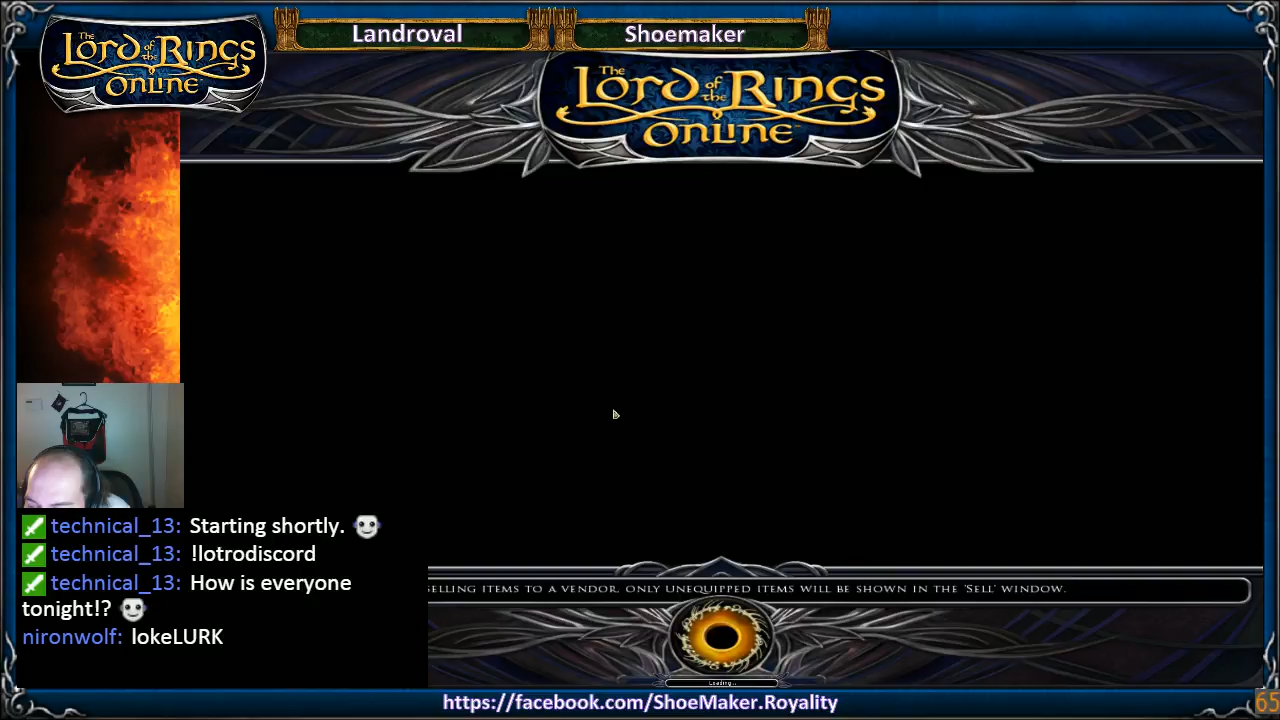 The Lord of the Rings Online
Landroval
Shoemaker
The Lord of the Rings Online
technical_13: Starting shortly.
technical_13: !lotrodiscord
technical_13: How is everyone
tonight!?
nironwolf: lokeLURK
SELLING ITEMS TO A VENDOR, ONLY UNEQUIPPED ITEMS WILL BE SHOWN IN THE 'SELL' WINDOW.
Loading...
https://facebook.com/ShoeMaker.Royality
65